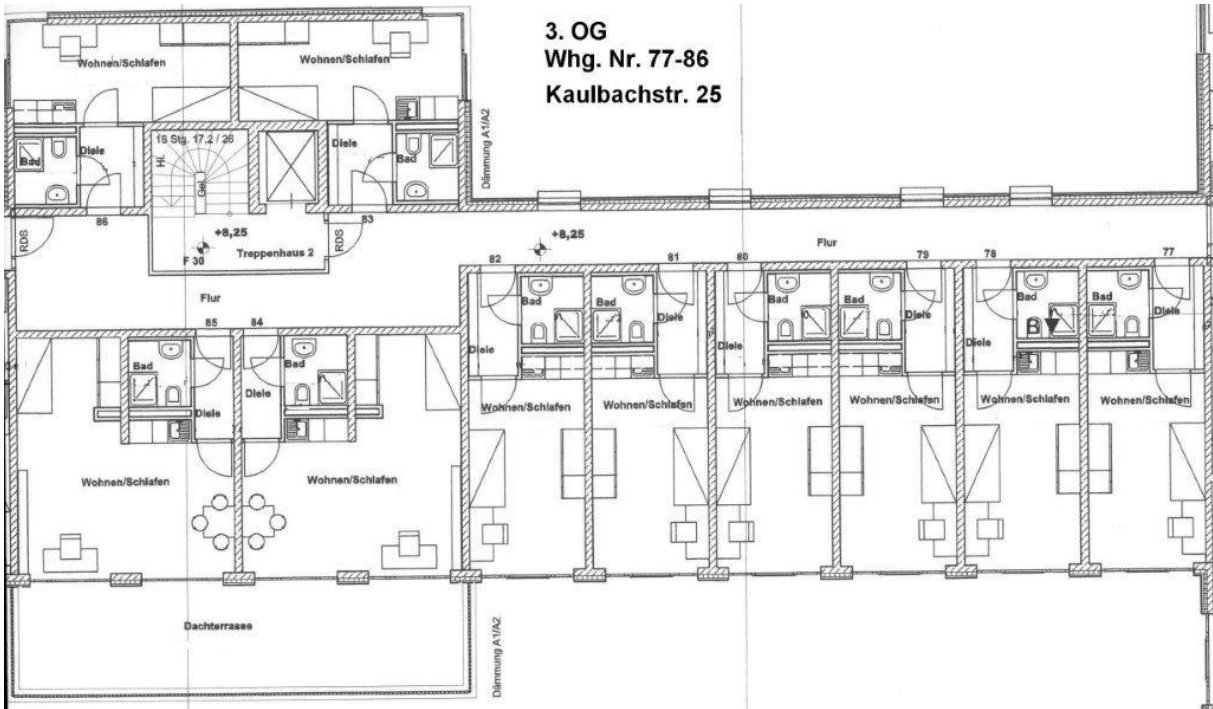 3. OG
Whg. Nr. 77-86
Kaulbachstr. 25
Wohnen/Schlafen
Wohnen/Schlafen
Dämmung A1/A2
16 Stg. 17,2 / 26
Bad
Diele
Diele
Bad
86
83
RDS
+8,25
F 30
Treppenhaus 2
RDS
+8,25
Flur
Flur
82
81
80
79
78
77
Bad
Bad
Bad
Bad
Bad
Bad
B
Diele
Diele
Diele
Diele
Diele
Diele
85
84
Bad
Bad
Diele
Diele
Wohnen/Schlafen
Wohnen/Schlafen
Wohnen/Schlafen
Wohnen/Schlafen
Wohnen/Schlafen
Wohnen/Schlafen
Wohnen/Schlafen
Wohnen/Schlafen
Dachterrasse
Dämmung A1/A2